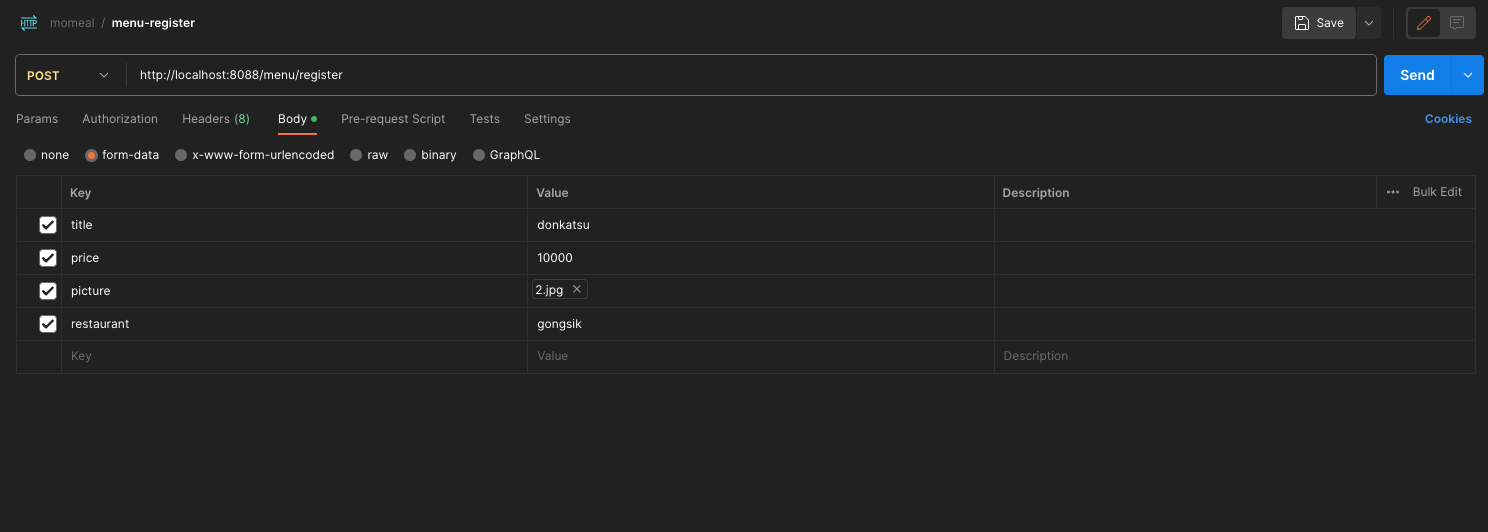 HTTP momeal / menu-register Save
POST http://localhost:8088/menu/register Send
Params Authorization Headers (8) Body Pre-request Script Tests Settings Cookies
none form-data x-www-form-urlencoded raw binary GraphQL
Key Value Description ••• Bulk Edit
title donkatsu
price 10000
picture 2.jpg
restaurant gongsik
Key Value Description